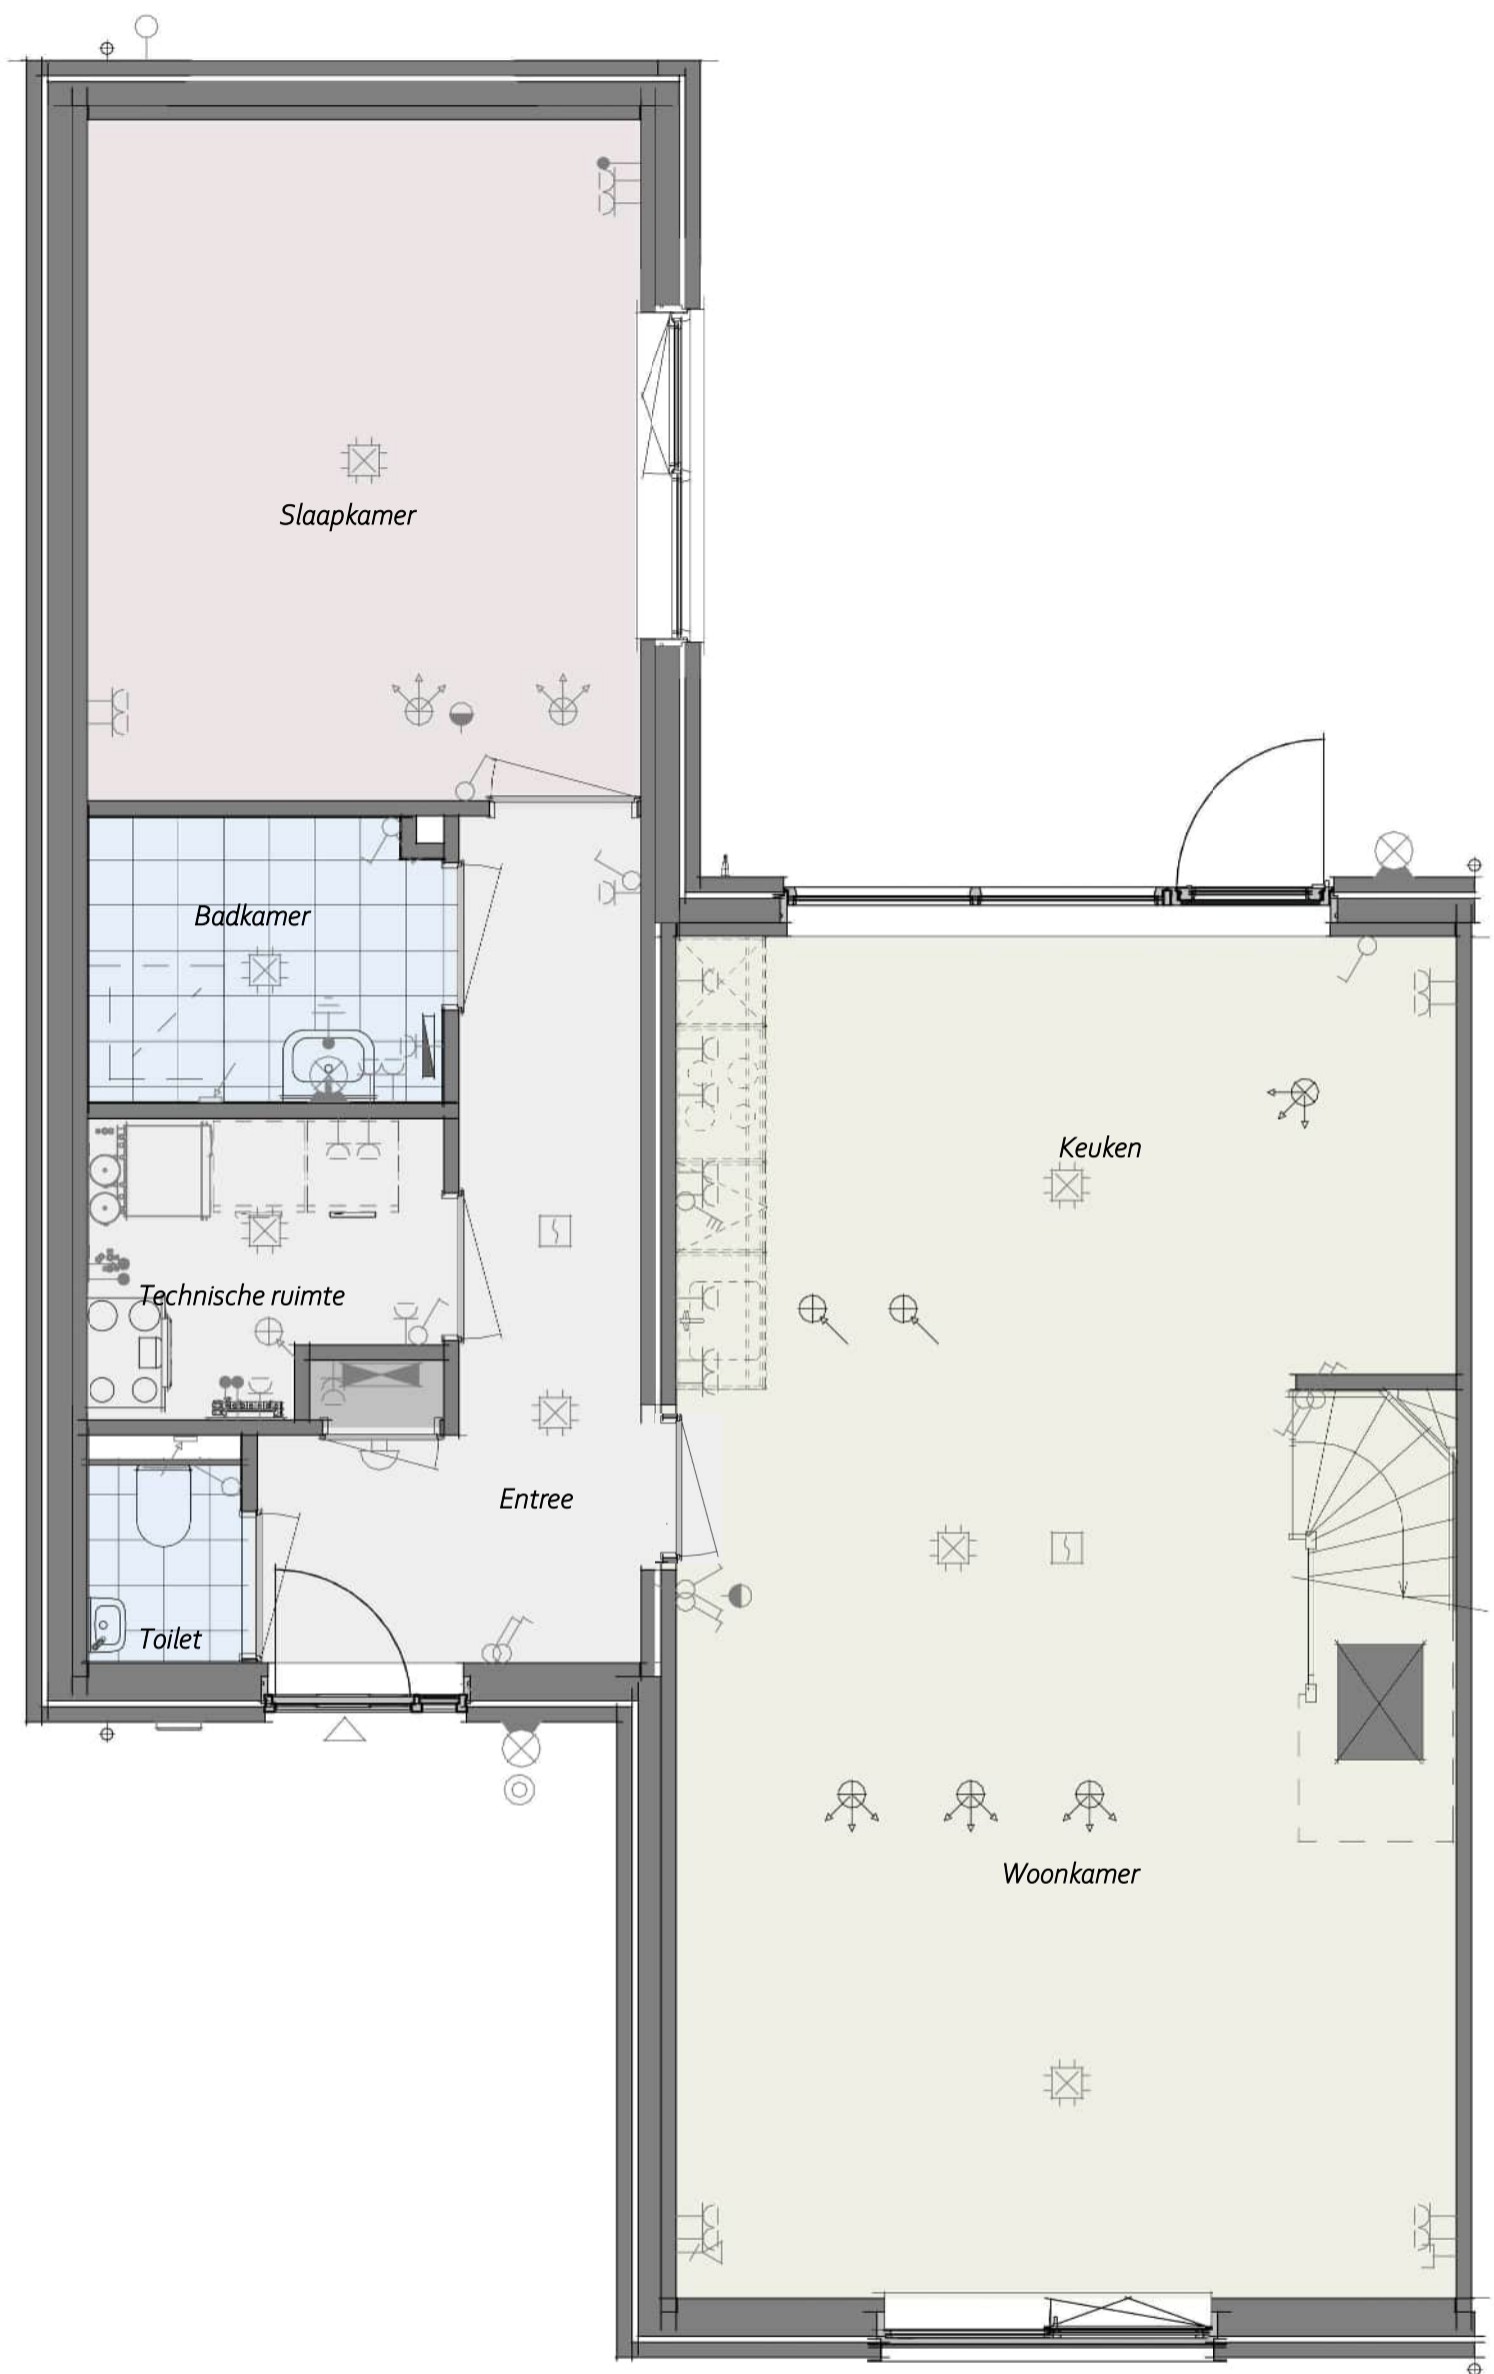 Slaapkamer
Badkamer
Keuken
Technische ruimte
Entree
Toilet
Woonkamer